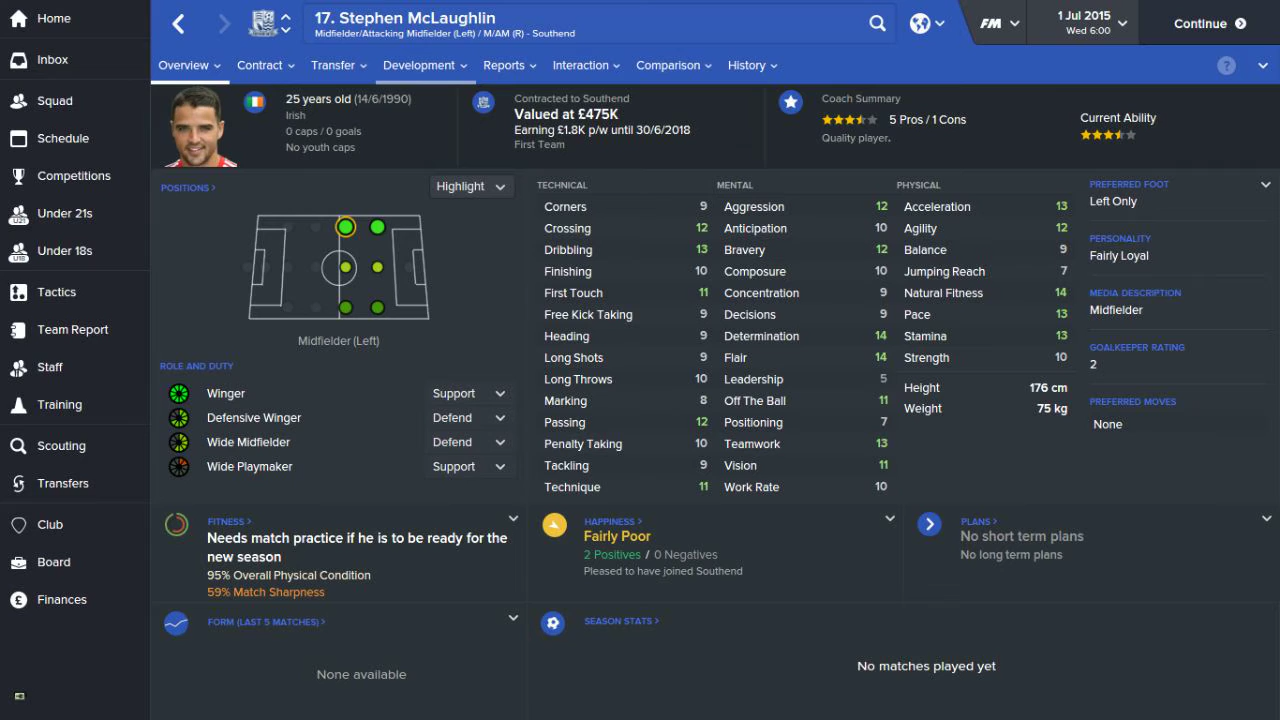 Home
Inbox
Squad
Schedule
Competitions
Under 21s
Under 18s
Tactics
Team Report
Staff
Training
Scouting
Transfers
Club
Board
Finances
17. Stephen McLaughlin
Midfielder/Attacking Midfielder (Left) / M/AM (R) - Southend
FM
1 Jul 2015
Wed 6:00
Continue
Overview
Contract
Transfer
Development
Reports
Interaction
Comparison
History
?
25 years old (14/6/1990)
Irish
0 caps / 0 goals
No youth caps
Contracted to Southend
Valued at £475K
Earning £1.8K p/w until 30/6/2018
First Team
Coach Summary
5 Pros / 1 Cons
Quality player.
Current Ability
POSITIONS >
Highlight
Midfielder (Left)
ROLE AND DUTY
Winger Support
Defensive Winger Defend
Wide Midfielder Defend
Wide Playmaker Support
TECHNICAL
Corners 9
Crossing 12
Dribbling 13
Finishing 10
First Touch 11
Free Kick Taking 9
Heading 9
Long Shots 9
Long Throws 10
Marking 8
Passing 12
Penalty Taking 10
Tackling 9
Technique 11
MENTAL
Aggression 12
Anticipation 10
Bravery 12
Composure 10
Concentration 9
Decisions 9
Determination 14
Flair 14
Leadership 5
Off The Ball 11
Positioning 7
Teamwork 13
Vision 11
Work Rate 10
PHYSICAL
Acceleration 13
Agility 12
Balance 9
Jumping Reach 7
Natural Fitness 14
Pace 13
Stamina 13
Strength 10
Height 176 cm
Weight 75 kg
PREFERRED FOOT
Left Only
PERSONALITY
Fairly Loyal
MEDIA DESCRIPTION
Midfielder
GOALKEEPER RATING
2
PREFERRED MOVES
None
FITNESS >
Needs match practice if he is to be ready for the
new season
95% Overall Physical Condition
59% Match Sharpness
HAPPINESS >
Fairly Poor
2 Positives / 0 Negatives
Pleased to have joined Southend
PLANS >
No short term plans
No long term plans
FORM (LAST 5 MATCHES) >
None available
SEASON STATS >
No matches played yet